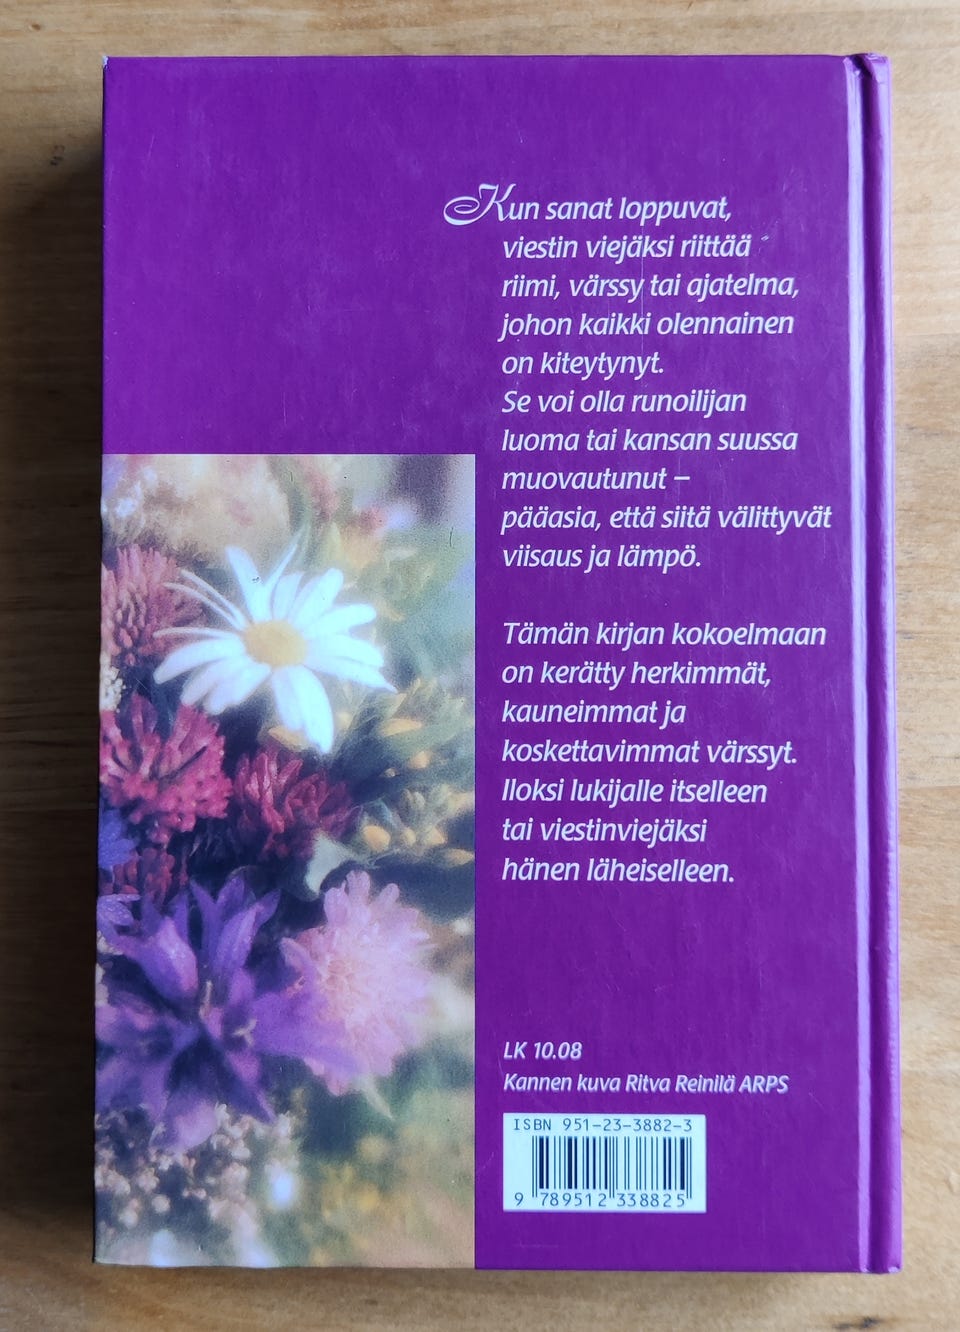 Kun sanat loppuvat,
viestin viejäksi riittää
riimi, värssy tai ajatelma,
johon kaikki olennainen
on kiteytynyt.
Se voi olla runoilijan
luoma tai kansan suussa
muovautunut –
pääasia, että siitä välittyvät
viisaus ja lämpö.
Tämän kirjan kokoelmaan
on kerätty herkimmät,
kauneimmat ja
koskettavimmat värssyt.
Iloksi lukijalle itselleen
tai viestinviejäksi
hänen läheiselleen.
LK 10.08
Kannen kuva Ritva Reinilä ARPS
ISBN 951-23-3882-3
9 789512 338825